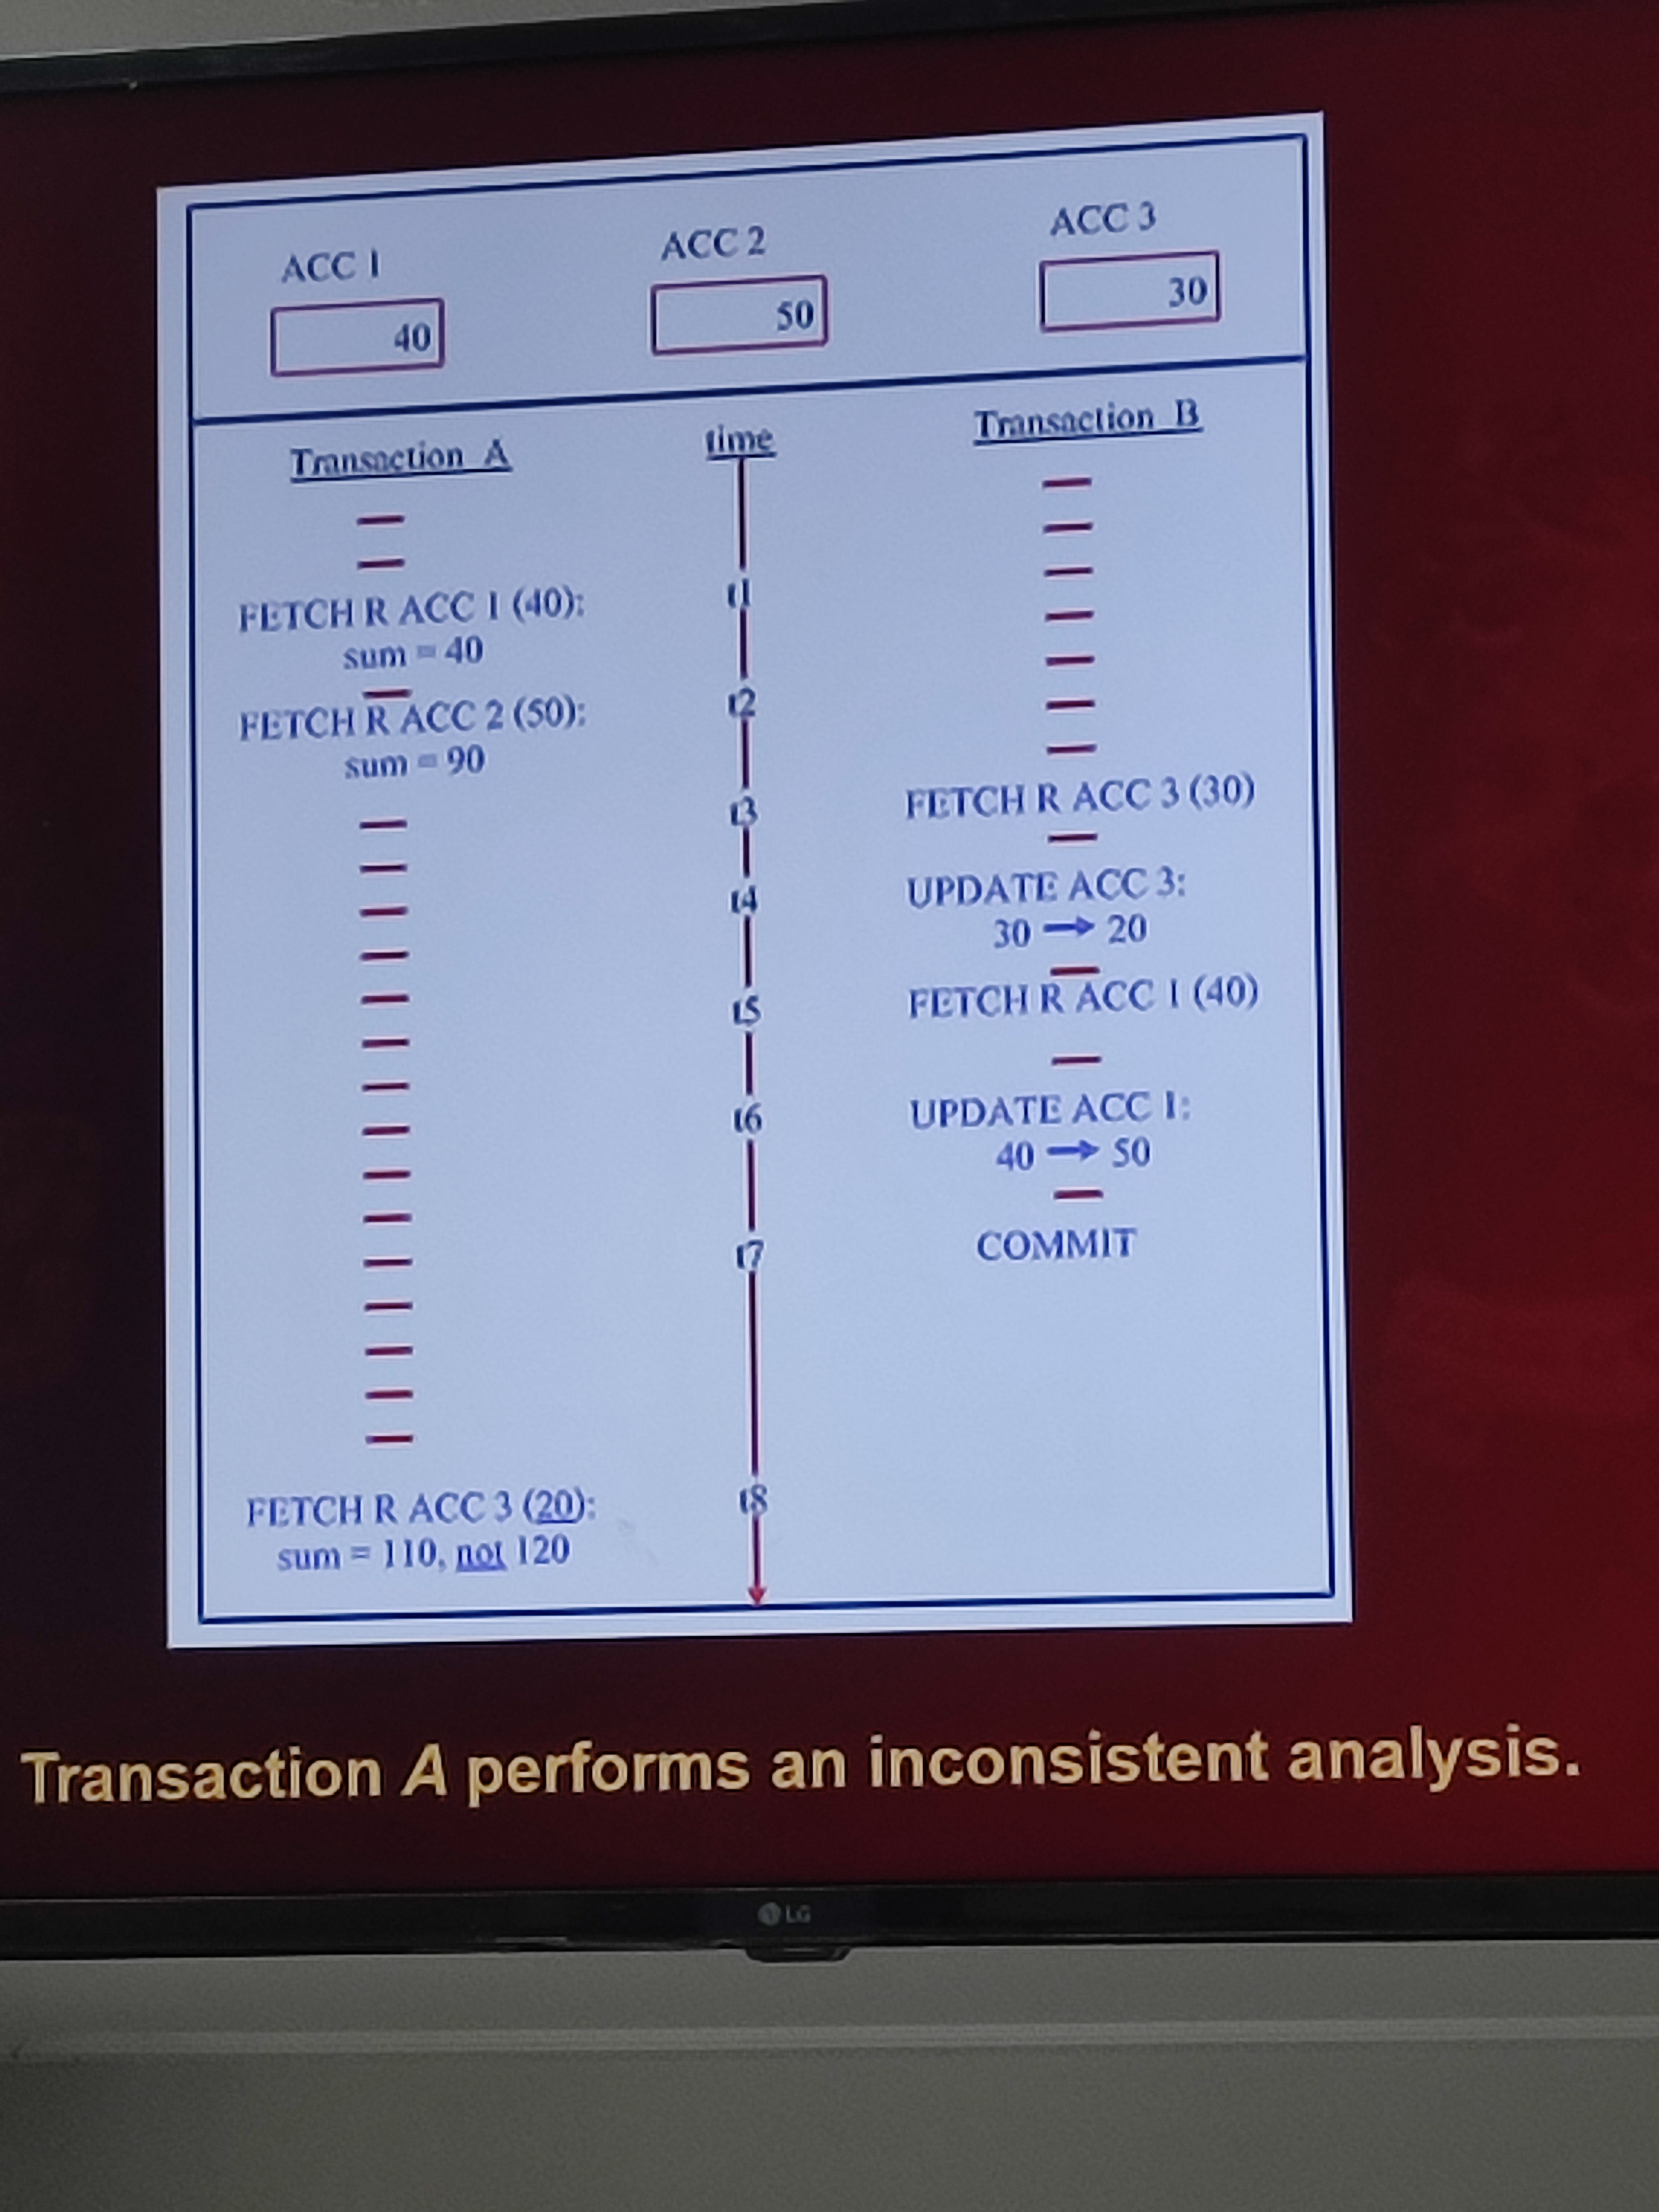 ACC 1 ACC 2 ACC 3
40 50 30
Transaction A time Transaction B
FETCH R ACC 1 (40): t1
sum = 40
FETCH R ACC 2 (50): t2
sum = 90
t3 FETCH R ACC 3 (30)
t4 UPDATE ACC 3:
30 → 20
t5 FETCH R ACC 1 (40)
t6 UPDATE ACC 1:
40 → 50
t7 COMMIT
FETCH R ACC 3 (20): t8
sum = 110, not 120
Transaction A performs an inconsistent analysis.
LG